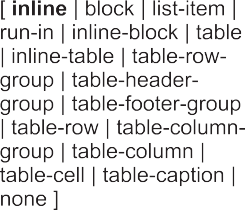 [ inline | block | list-item |
run-in | inline-block | table
| inline-table | table-row-
group | table-header-
group | table-footer-group
| table-row | table-column-
group | table-column |
table-cell | table-caption |
none ]